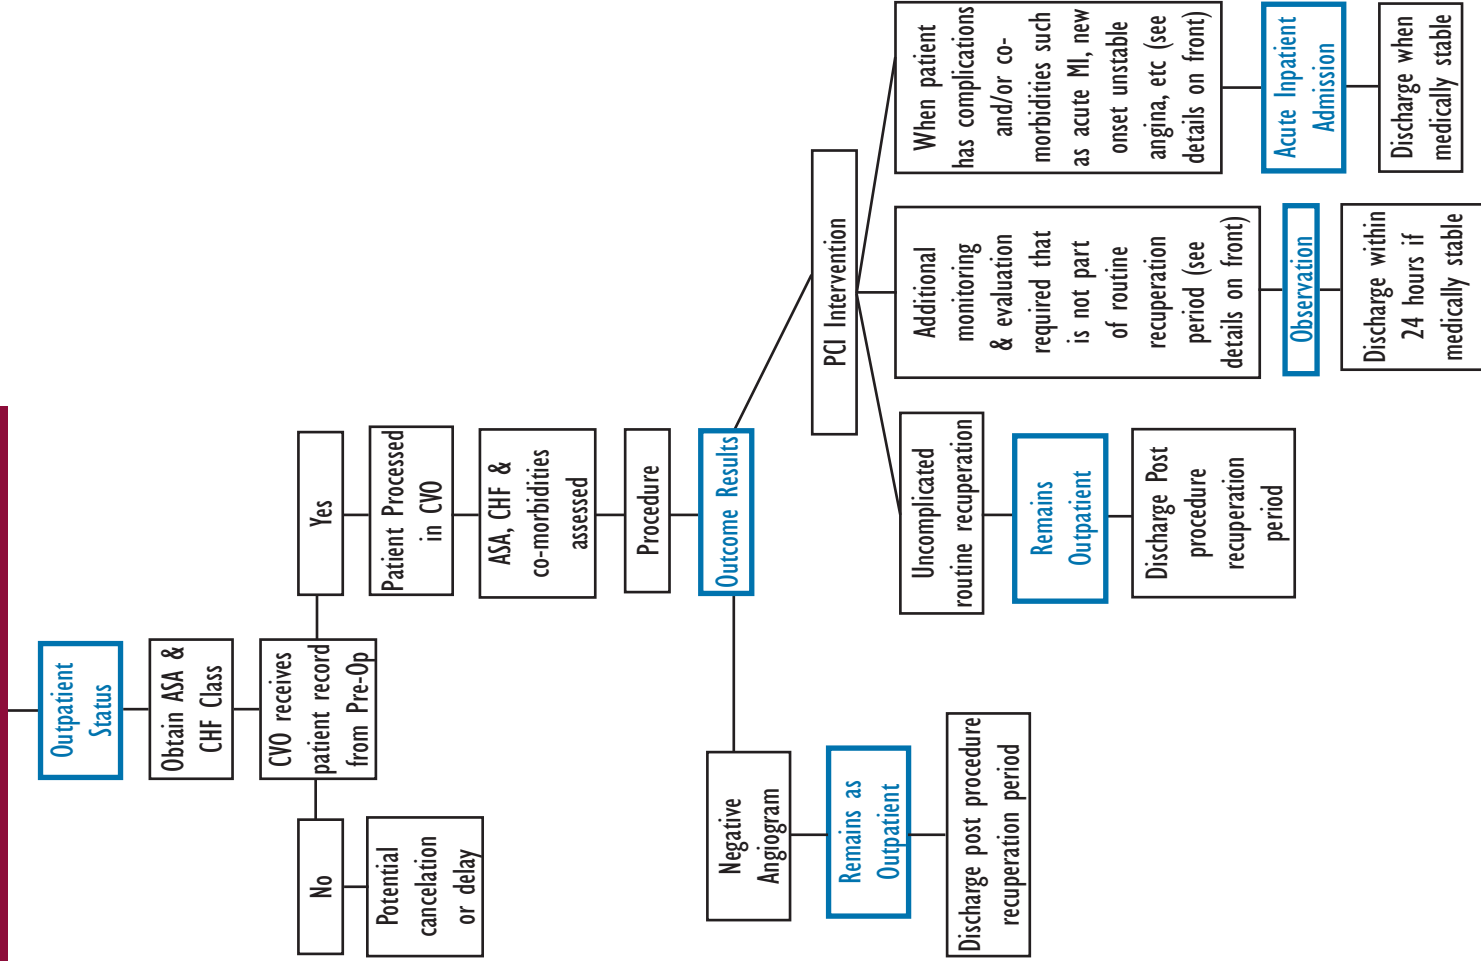 Outpatient
Status
Obtain ASA &
CHF Class
CVO receives
patient record
from Pre-Op
No
Potential
cancelation
or delay
Yes
Patient Processed
in CVO
ASA, CHF &
co-morbidities
assessed
Procedure
Outcome Results
Negative
Angiogram
Remains as
Outpatient
Discharge post procedure
recuperation period
PCI Intervention
Uncomplicated
routine recuperation
Remains
Outpatient
Discharge Post
procedure
recuperation
period
Additional
monitoring
& evaluation
required that
is not part
of routine
recuperation
period (see
details on front)
Observation
Discharge within
24 hours if
medically stable
When patient
has complications
and/or co-
morbidities such
as acute MI, new
onset unstable
angina, etc (see
details on front)
Acute Inpatient
Admission
Discharge when
medically stable